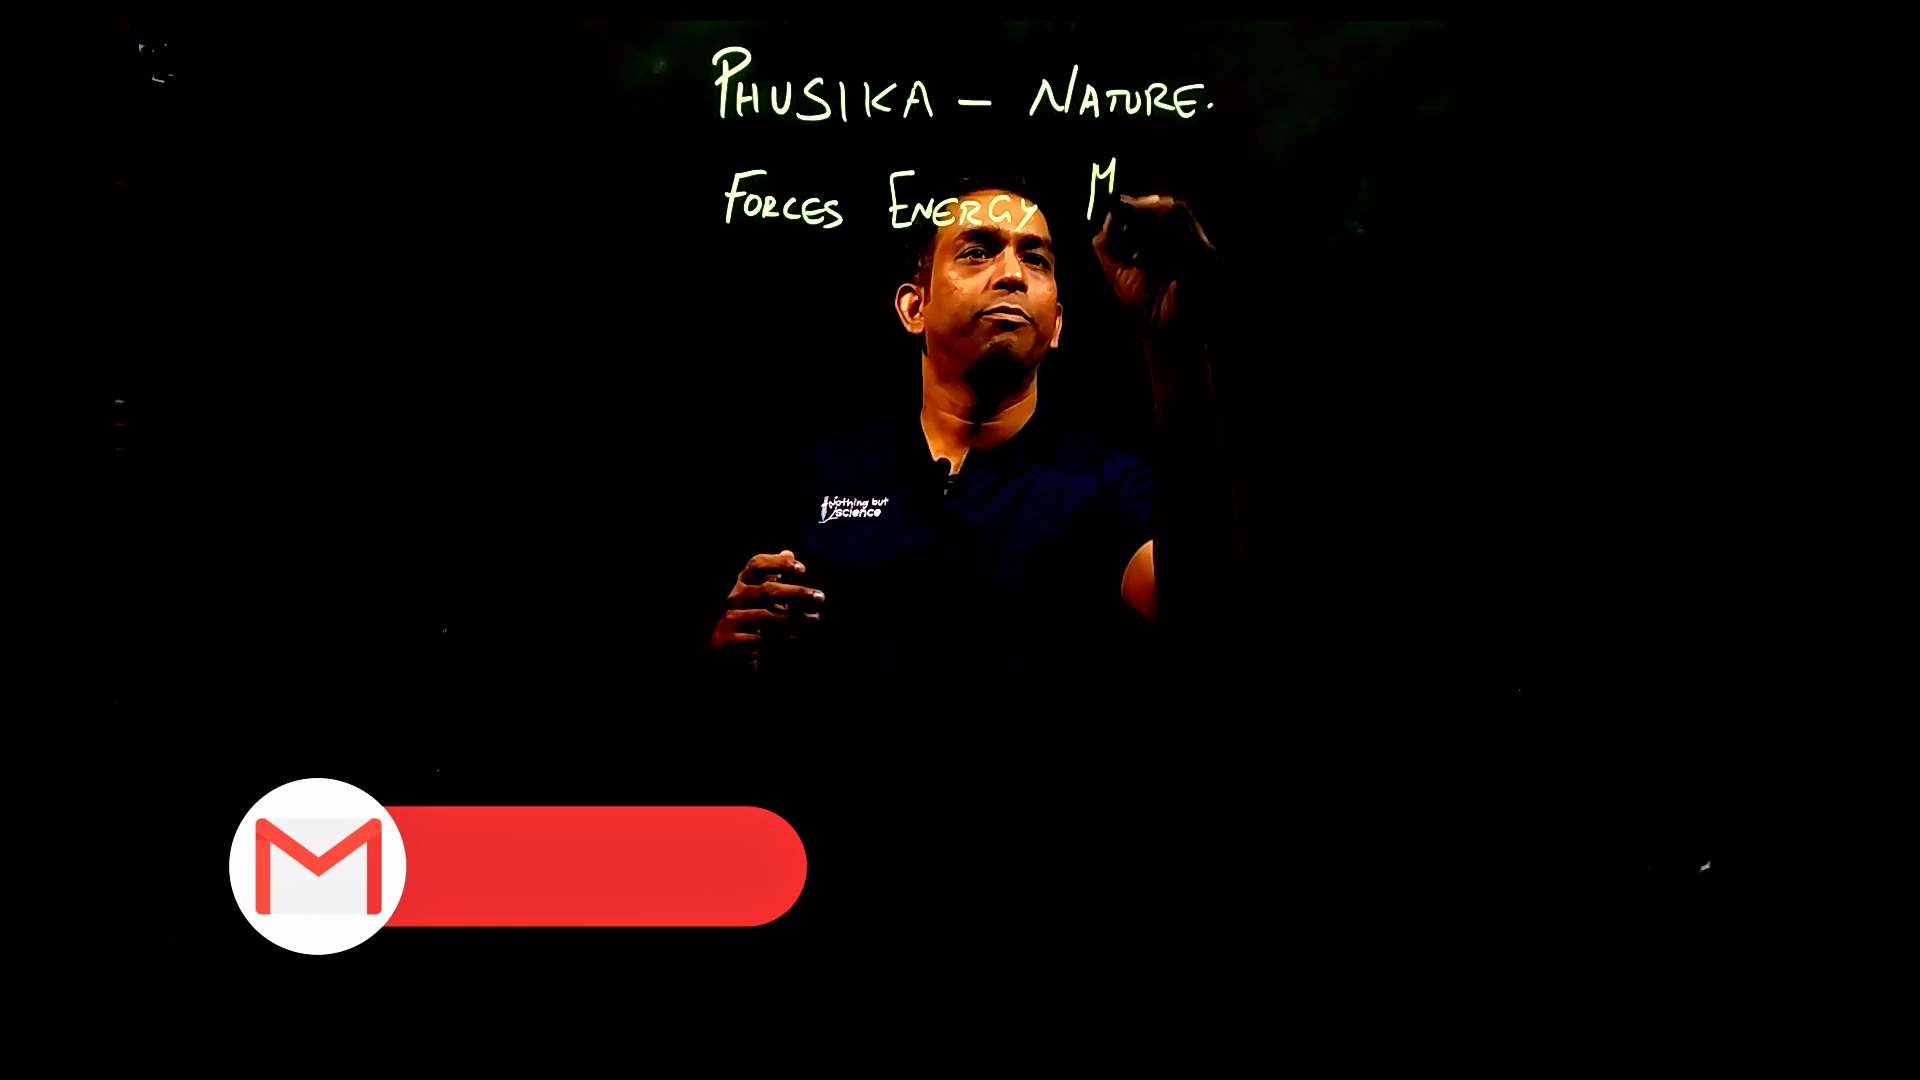 PHUSIKA – NATURE.
FORCES ENERGY M
Nothing but
science